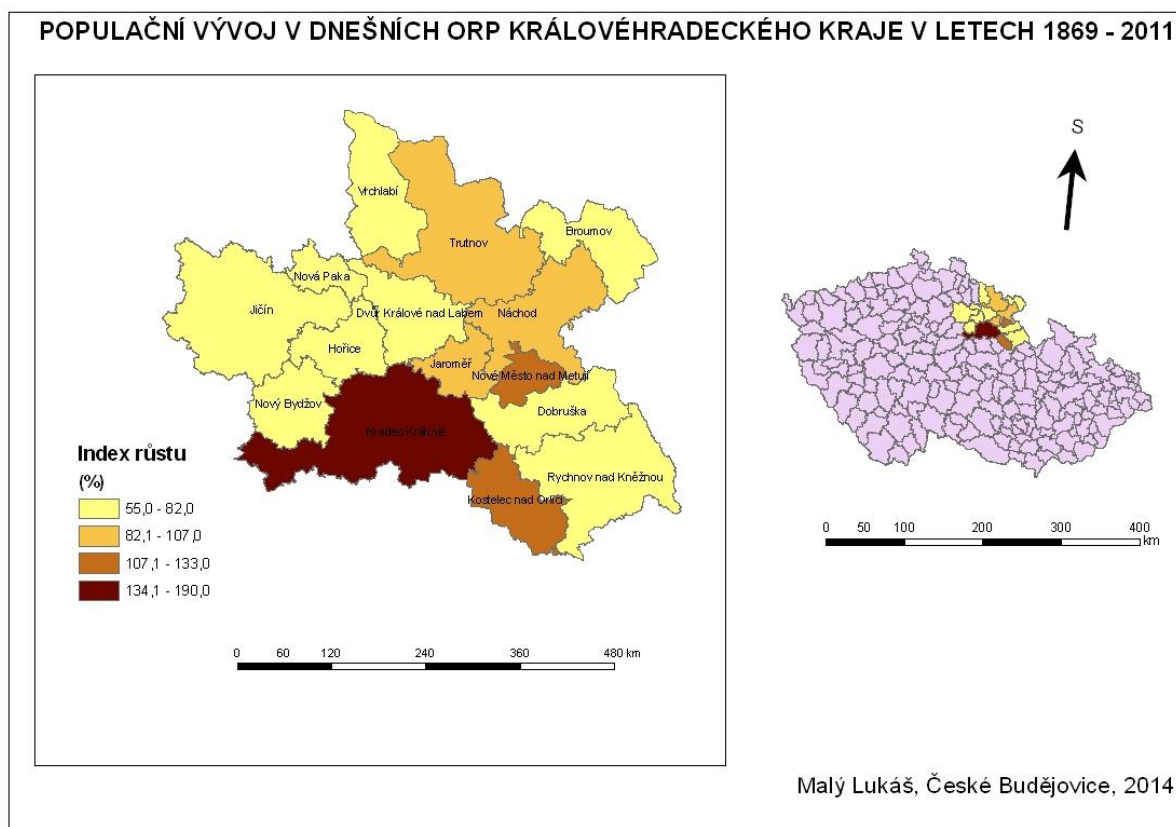 POPULAČNÍ VÝVOJ V DNEŠNÍCH ORP KRÁLOVÉHRADECKÉHO KRAJE V LETECH 1869 - 2011
S
Vrchlabí
Trutnov
Broumov
Nová Paka
Jičín
Dvůr Králové nad Labem
Náchod
Hořice
Jaroměř
Nové Město nad Metují
Nový Bydžov
Dobruška
Hradec Králové
Rychnov nad Kněžnou
Kostelec nad Orlicí
Index růstu
(%)
55,0 - 82,0
82,1 - 107,0
107,1 - 133,0
134,1 - 190,0
0 60 120 240 360 480 km
0 50 100 200 300 400
km
Malý Lukáš, České Budějovice, 2014